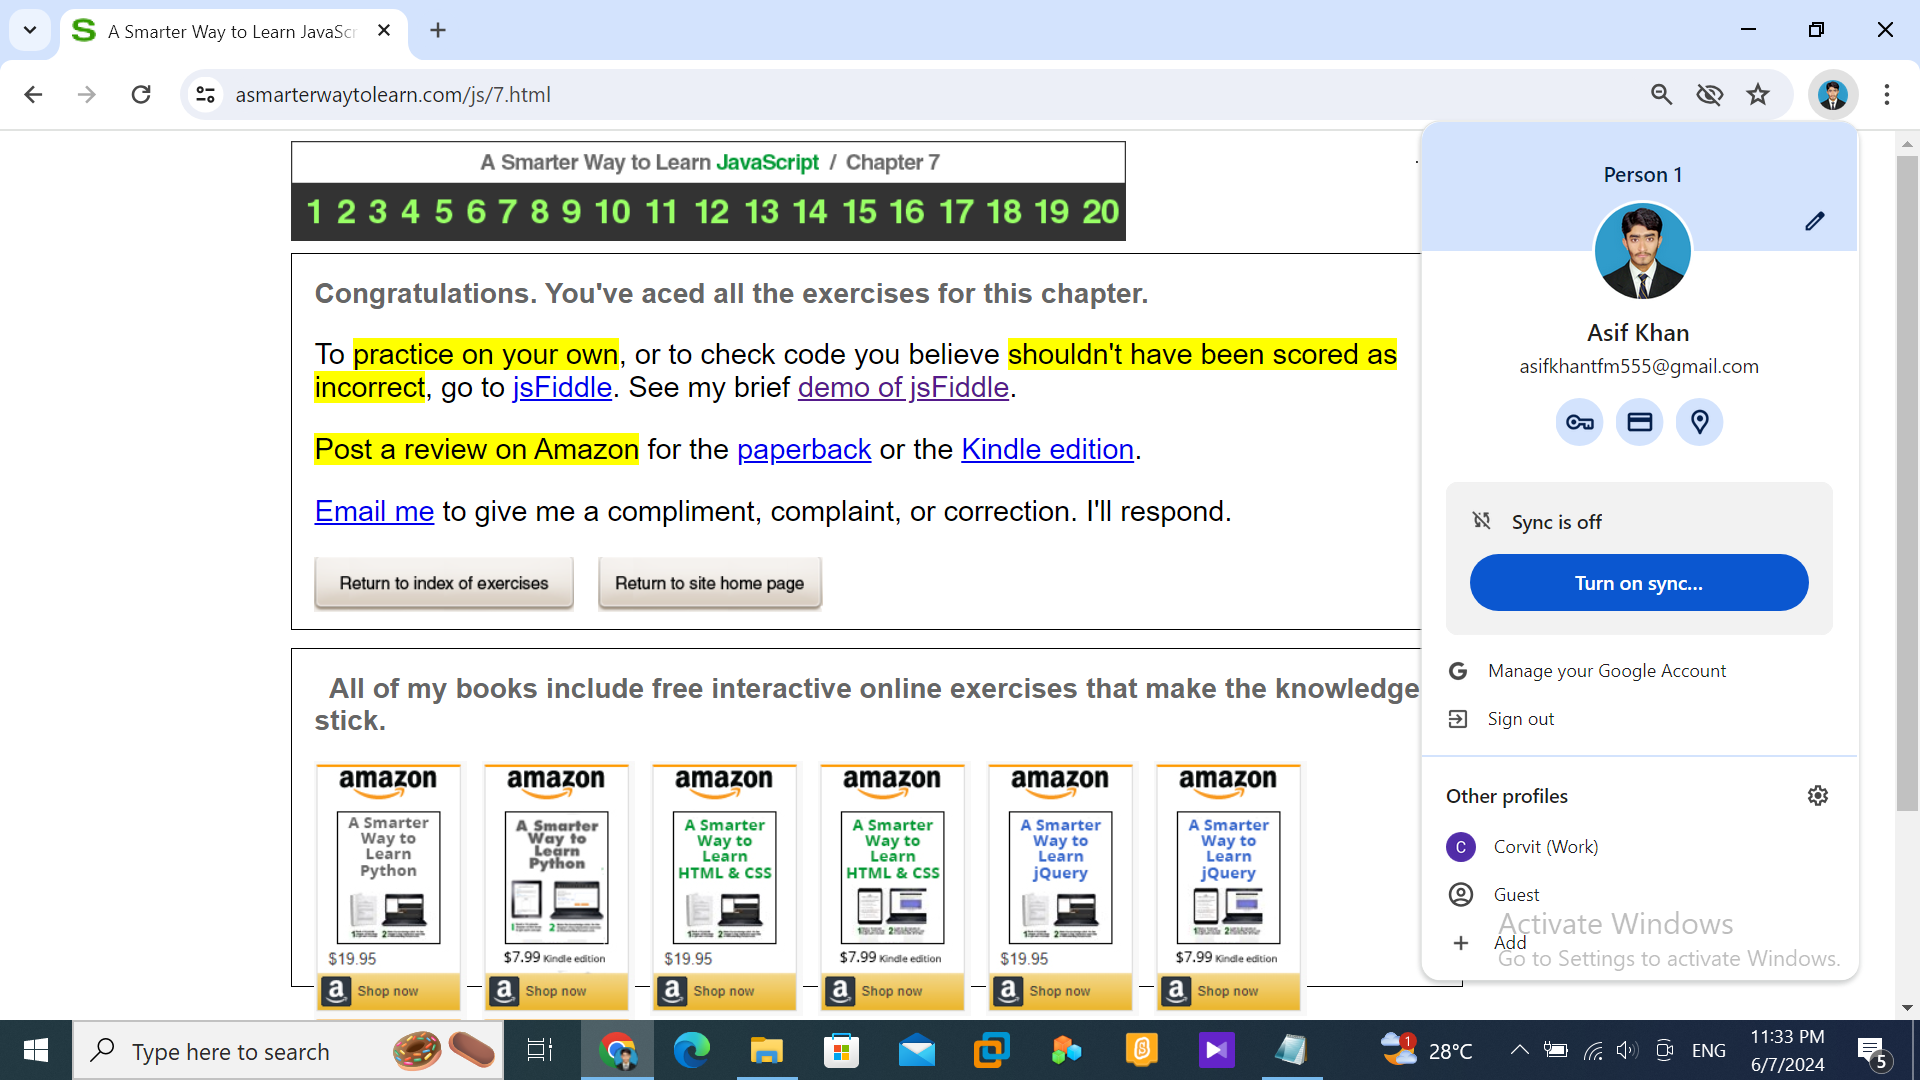 A Smarter Way to Learn JavaScr
asmarterwaytolearn.com/js/7.html
A Smarter Way to Learn JavaScript / Chapter 7
1 2 3 4 5 6 7 8 9 10 11 12 13 14 15 16 17 18 19 20
Congratulations. You've aced all the exercises for this chapter.
To practice on your own, or to check code you believe shouldn't have been scored as
incorrect, go to jsFiddle. See my brief demo of jsFiddle.
Post a review on Amazon for the paperback or the Kindle edition.
Email me to give me a compliment, complaint, or correction. I'll respond.
Return to index of exercises
Return to site home page
All of my books include free interactive online exercises that make the knowledge
stick.
amazon
A Smarter
Way to
Learn
Python
$19.95
Shop now
amazon
A Smarter
Way to
Learn
Python
$7.99 Kindle edition
Shop now
amazon
A Smarter
Way to
Learn
HTML & CSS
$19.95
Shop now
amazon
A Smarter
Way to
Learn
HTML & CSS
$7.99 Kindle edition
Shop now
amazon
A Smarter
Way to
Learn
jQuery
$19.95
Shop now
amazon
A Smarter
Way to
Learn
jQuery
$7.99 Kindle edition
Shop now
Person 1
Asif Khan
asifkhantfm555@gmail.com
Sync is off
Turn on sync...
Manage your Google Account
Sign out
Other profiles
C
Corvit (Work)
Guest
Add
Activate Windows
Go to Settings to activate Windows.
Type here to search
1
28°C
ENG
11:33 PM
6/7/2024
5